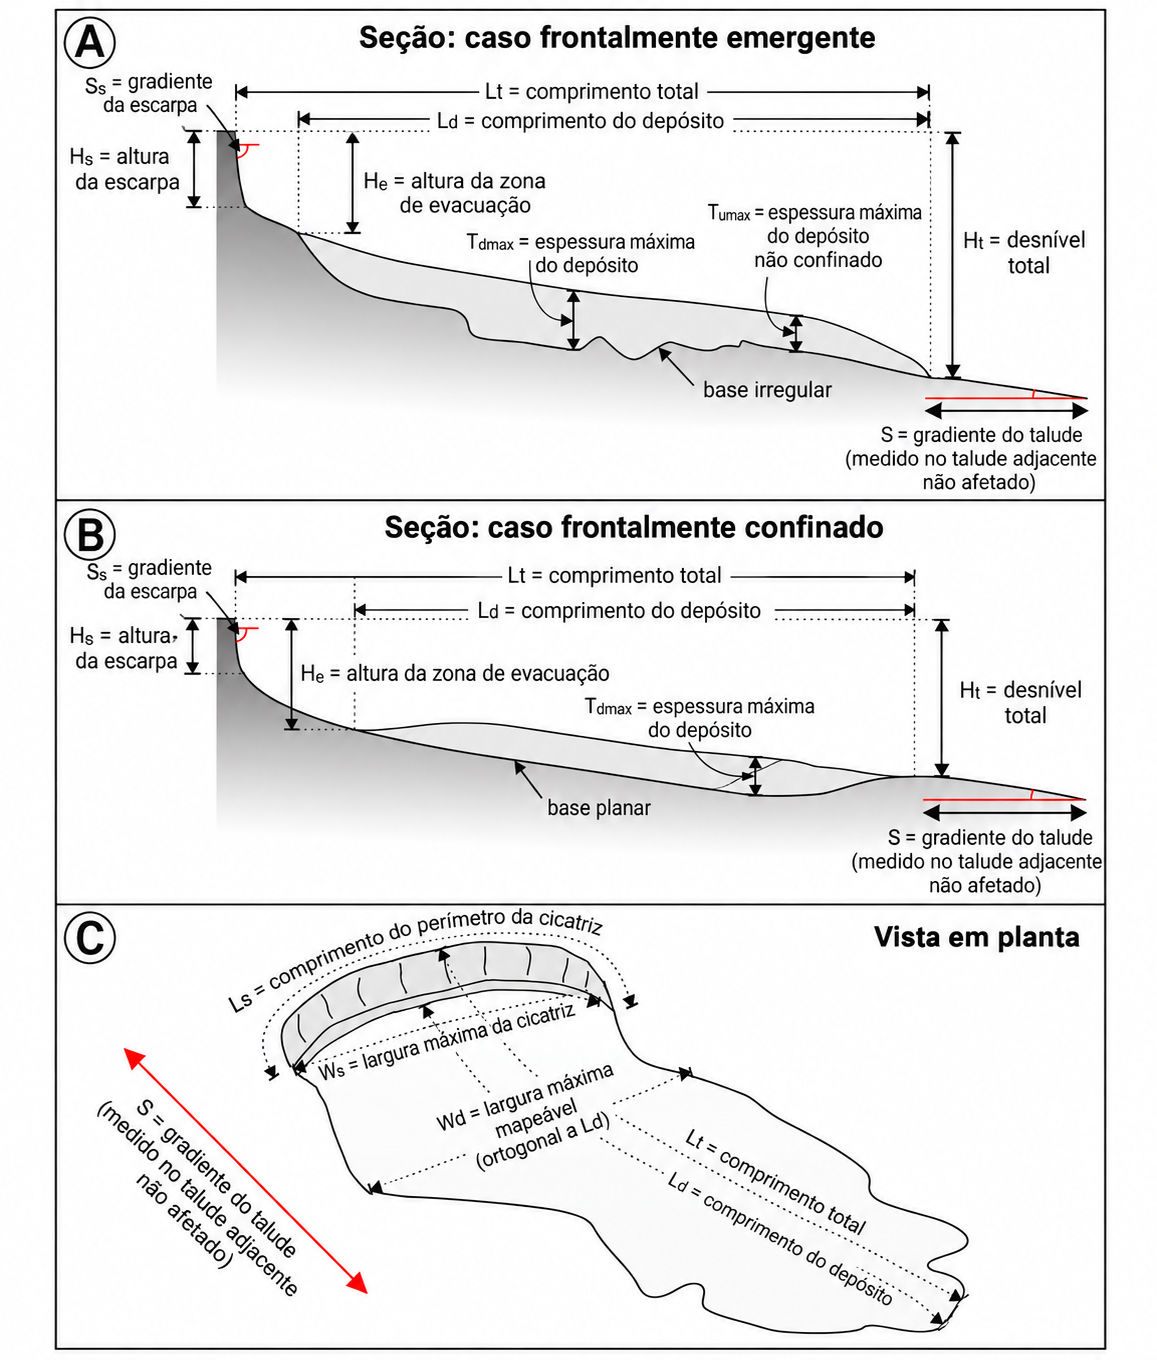 A
Seção: caso frontalmente emergente
Ss = gradiente
da escarpa
Lt = comprimento total
Ld = comprimento do depósito
Hs = altura
da escarpa
He = altura da zona
de evacuação
Tdmax = espessura máxima
do depósito
Tumax = espessura máxima
do depósito
não confinado
Ht = desnível
total
base irregular
S = gradiente do talude
(medido no talude adjacente
não afetado)
B
Seção: caso frontalmente confinado
Ss = gradiente
da escarpa
Lt = comprimento total
Ld = comprimento do depósito
Hs = altura
da escarpa
He = altura da zona de evacuação
Tdmax = espessura máxima
do depósito
Ht = desnível
total
base planar
S = gradiente do talude
(medido no talude adjacente
não afetado)
C
Vista em planta
Ls = comprimento do perímetro da cicatriz
Ws = largura máxima da cicatriz
Wd = largura máxima
mapeável
(ortogonal a Ld)
Lt = comprimento total
Ld = comprimento do depósito
S = gradiente do talude
(medido no talude adjacente
não afetado)